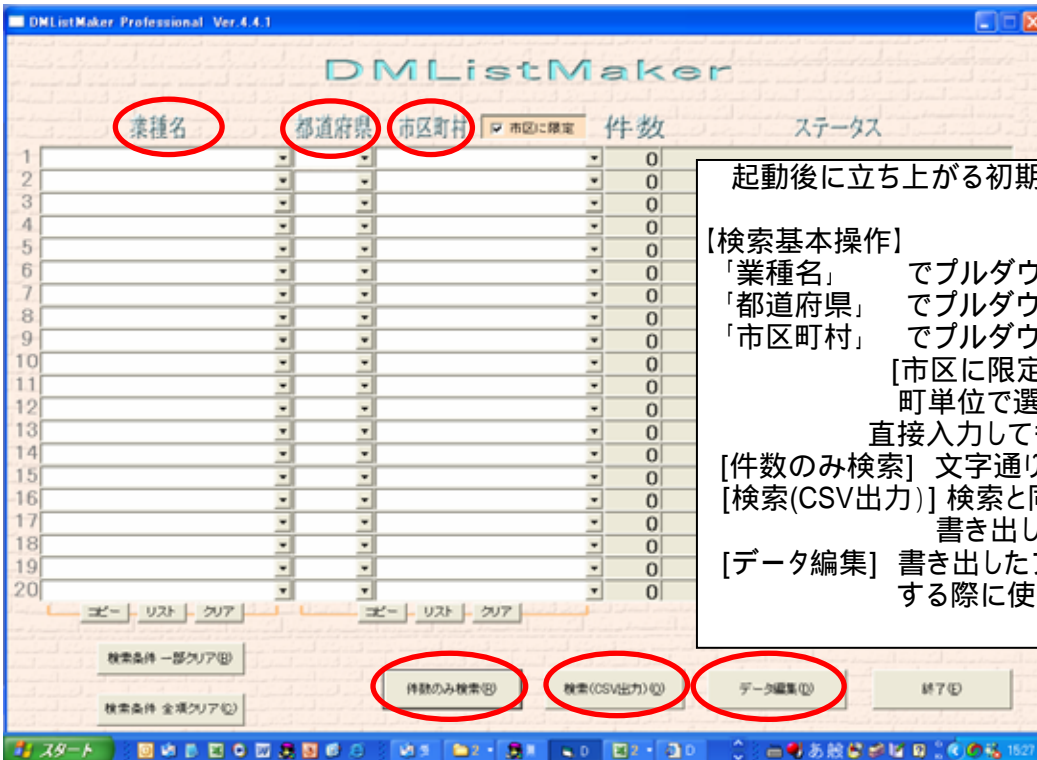 DMListMaker Professional Ver.4.4.1
DMListMaker
業種名 都道府県 市区町村 市区に限定 件数 ステータス
1 0
2 0
3 0
4 0
5 0
6 0
7 0
8 0
9 0
10 0
11 0
12 0
13 0
14 0
15 0
16 0
17 0
18 0
19 0
20 0
起動後に立ち上がる初期
【検索基本操作】
「業種名」 でプルダウ
「都道府県」 でプルダウ
「市区町村」 でプルダウ
[市区に限定
町単位で選
直接入力して
[件数のみ検索] 文字通り
[検索(CSV出力)] 検索と同
書き出し
[データ編集] 書き出した
する際に使
コピー リスト クリア コピー リスト クリア
検索条件 一部クリア(B)
件数のみ検索(R) 検索(CSV出力)(O) データ編集(D) 終了(E)
検索条件 全項クリア(C)
スタート 2 2 D あ 般 15:27